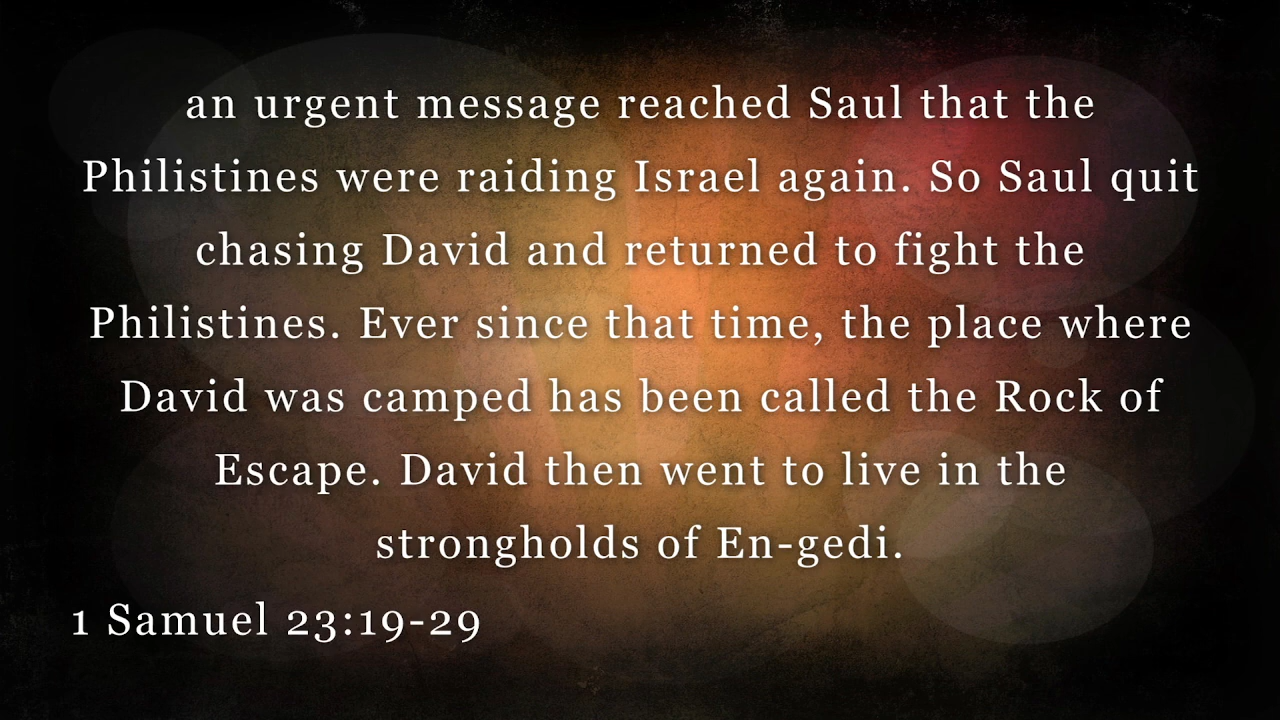 an urgent message reached Saul that the
Philistines were raiding Israel again. So Saul quit
chasing David and returned to fight the
Philistines. Ever since that time, the place where
David was camped has been called the Rock of
Escape. David then went to live in the
strongholds of En-gedi.
1 Samuel 23:19-29